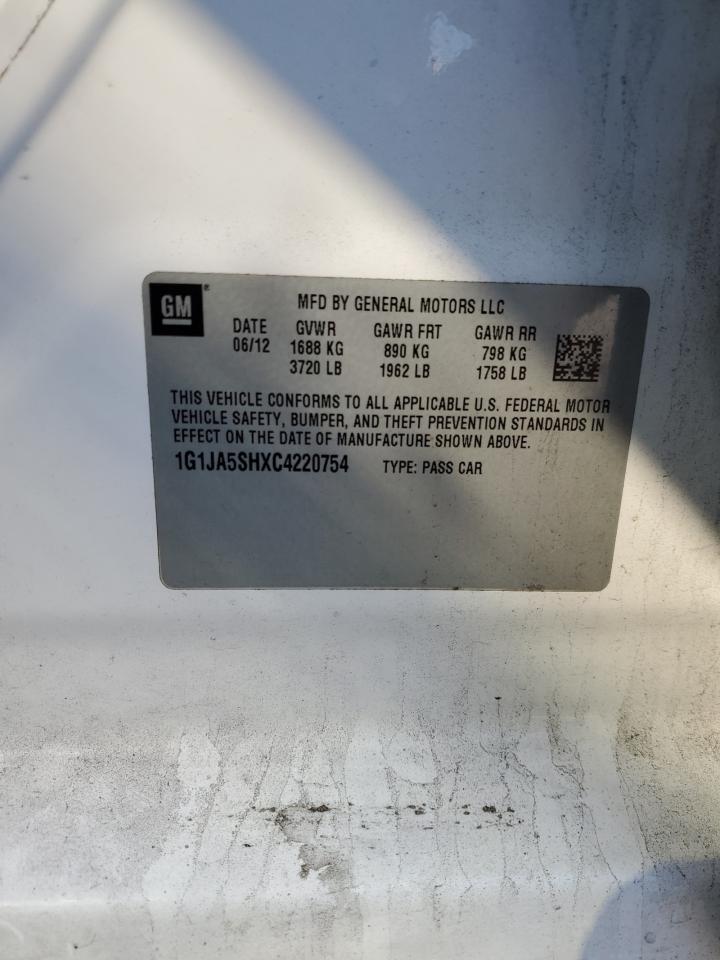 GM® MFD BY GENERAL MOTORS LLC
DATE GVWR GAWR FRT GAWR RR
06/12 1688 KG 890 KG 798 KG
3720 LB 1962 LB 1758 LB
THIS VEHICLE CONFORMS TO ALL APPLICABLE U.S. FEDERAL MOTOR
VEHICLE SAFETY, BUMPER, AND THEFT PREVENTION STANDARDS IN
EFFECT ON THE DATE OF MANUFACTURE SHOWN ABOVE.
1G1JA5SHXC4220754 TYPE: PASS CAR